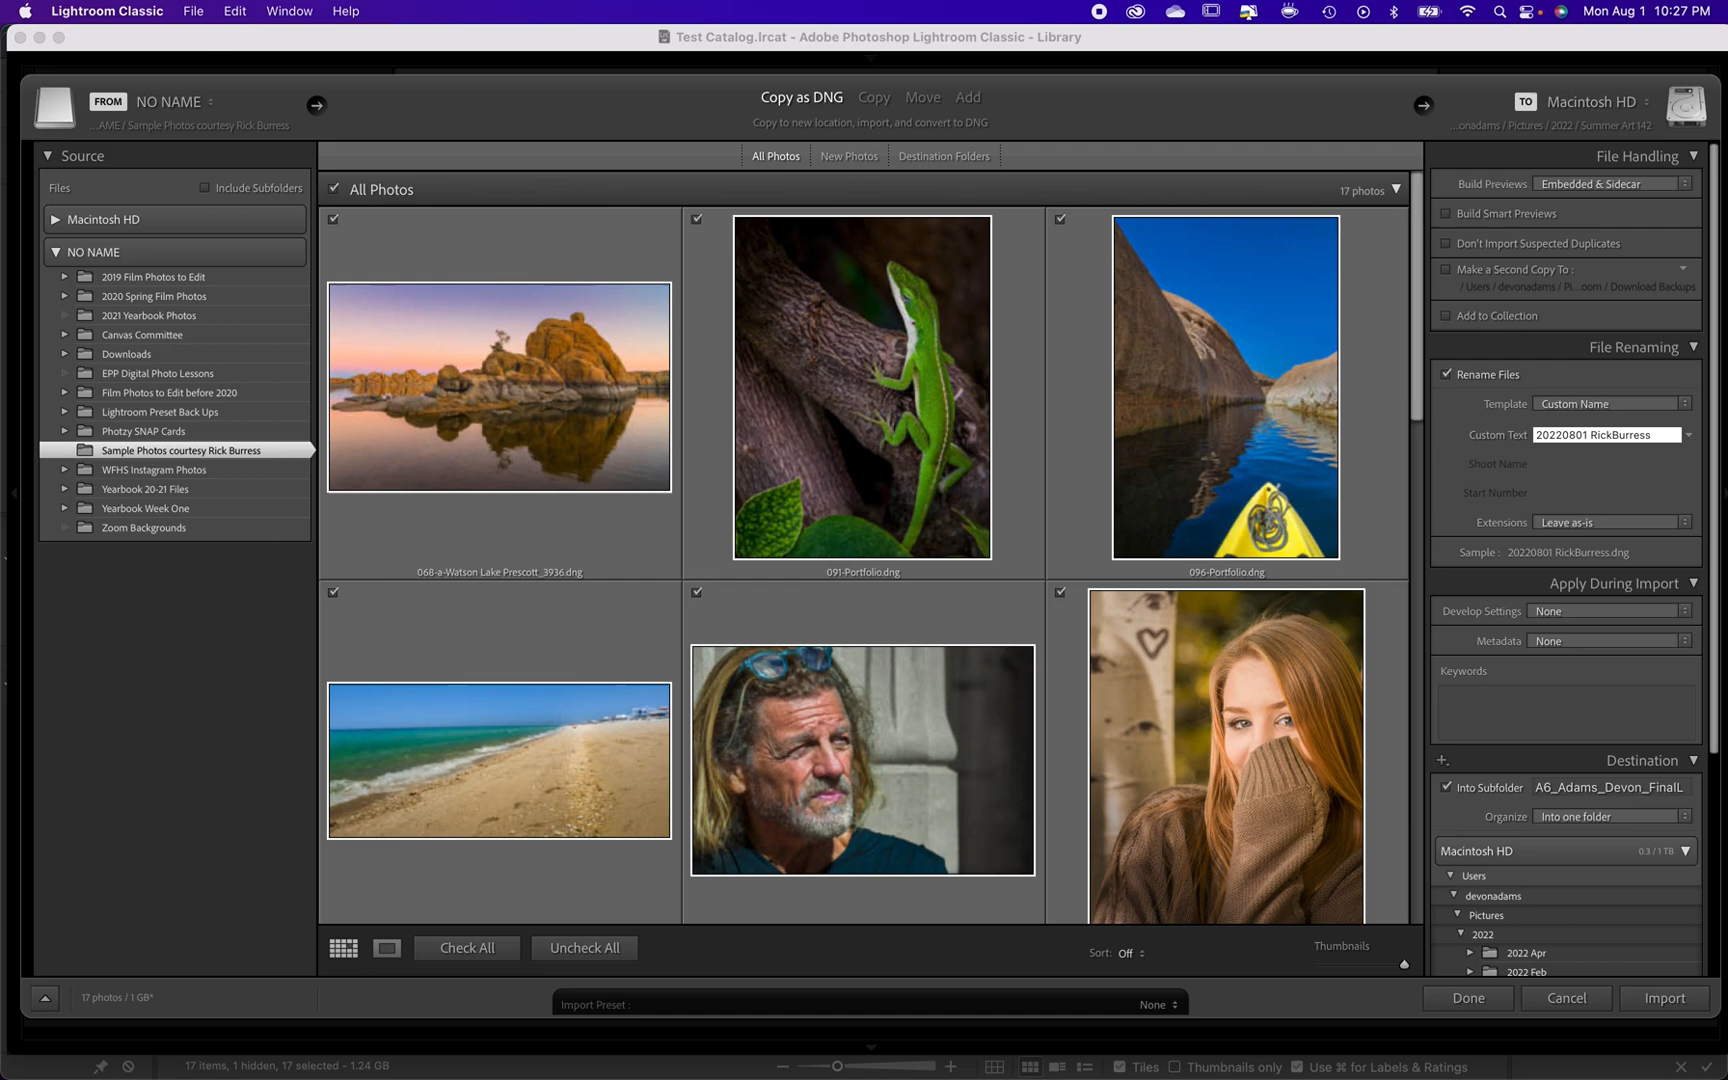 Lightroom Classic File Edit Window Help Mon Aug 1 10:27 PM
Test Catalog.lrcat - Adobe Photoshop Lightroom Classic - Library
FROM NO NAME
...AME / Sample Photos courtesy Rick Burress
Copy as DNG Copy Move Add
Copy to new location, import, and convert to DNG
TO Macintosh HD
...onadams / Pictures / 2022 / Summer Art 142
Source
Files Include Subfolders
Macintosh HD
NO NAME
2019 Film Photos to Edit
2020 Spring Film Photos
2021 Yearbook Photos
Canvas Committee
Downloads
EPP Digital Photo Lessons
Film Photos to Edit before 2020
Lightroom Preset Back Ups
Photzy SNAP Cards
Sample Photos courtesy Rick Burress
WFHS Instagram Photos
Yearbook 20-21 Files
Yearbook Week One
Zoom Backgrounds
All Photos New Photos Destination Folders
All Photos 17 photos
068-a-Watson Lake Prescott_3936.dng
091-Portfolio.dng
096-Portfolio.dng
File Handling
Build Previews Embedded & Sidecar
Build Smart Previews
Don't Import Suspected Duplicates
Make a Second Copy To :
/ Users / devonadams / Pi...oom / Download Backups
Add to Collection
File Renaming
Rename Files
Template Custom Name
Custom Text 20220801 RickBurress
Shoot Name
Start Number
Extensions Leave as-is
Sample : 20220801 RickBurress.dng
Apply During Import
Develop Settings None
Metadata None
Keywords
Destination
Into Subfolder A6_Adams_Devon_FinalL
Organize Into one folder
Macintosh HD 0.3 / 1 TB
Users
devonadams
Pictures
2022
2022 Apr
2022 Feb
Check All Uncheck All Sort: Off Thumbnails
17 photos / 1 GB*
Import Preset : None
Done Cancel Import
17 items, 1 hidden, 17 selected - 1.24 GB
Tiles Thumbnails only Use ⌘ for Labels & Ratings